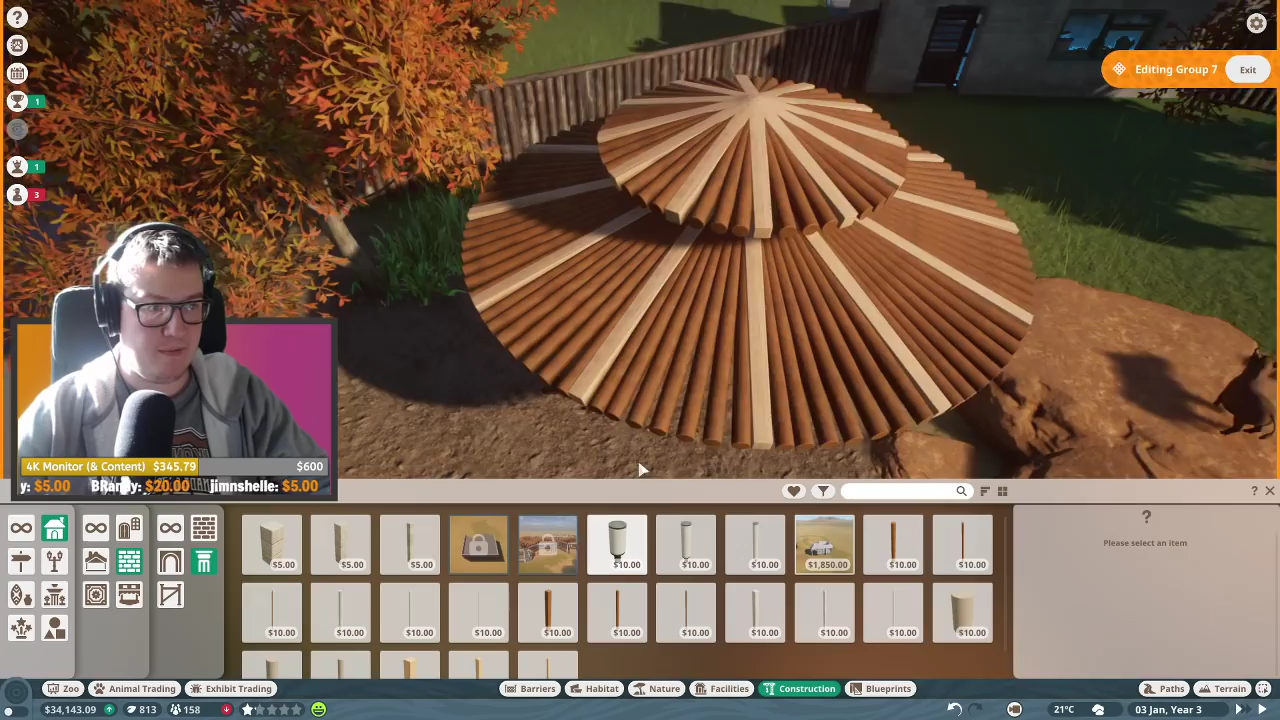 ?
Editing Group 7 Exit
1
1
3
4K Monitor (& Content) $345.79 $600
y: $5.00 BRandy: $20.00 jimnshelle: $5.00
? ×
?
Please select an item
$5.00 $5.00 $5.00 $10.00 $10.00 $10.00 $1,850.00 $10.00 $10.00
$10.00 $10.00 $10.00 $10.00 $10.00 $10.00 $10.00 $10.00 $10.00 $10.00 $10.00
Zoo Animal Trading Exhibit Trading Barriers Habitat Nature Facilities Construction Blueprints Paths Terrain
$34,143.09 813 158 21°C 03 Jan, Year 3